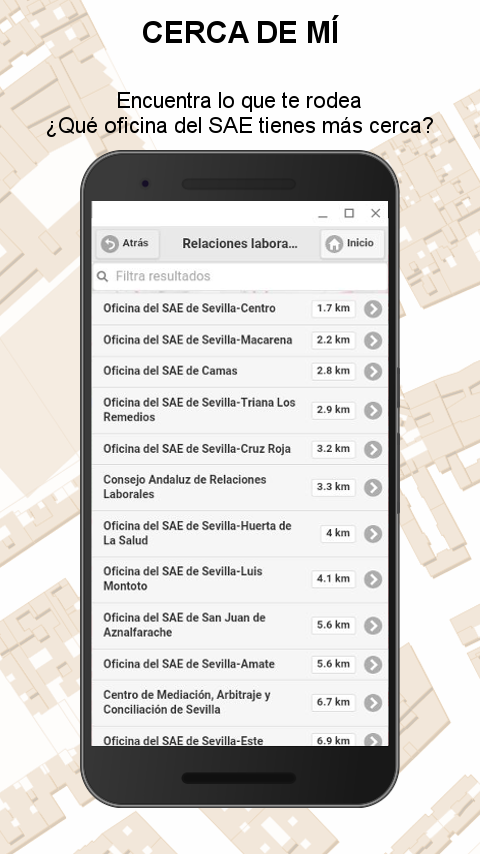 CERCA DE MÍ
Encuentra lo que te rodea
¿Qué oficina del SAE tienes más cerca?
Atrás
Relaciones labora...
Inicio
Filtra resultados
Oficina del SAE de Sevilla-Centro
1.7 km
Oficina del SAE de Sevilla-Macarena
2.2 km
Oficina del SAE de Camas
2.8 km
Oficina del SAE de Sevilla-Triana Los
Remedios
2.9 km
Oficina del SAE de Sevilla-Cruz Roja
3.2 km
Consejo Andaluz de Relaciones
Laborales
3.3 km
Oficina del SAE de Sevilla-Huerta de
La Salud
4 km
Oficina del SAE de Sevilla-Luis
Montoto
4.1 km
Oficina del SAE de San Juan de
Aznalfarache
5.6 km
Oficina del SAE de Sevilla-Amate
5.6 km
Centro de Mediación, Arbitraje y
Conciliación de Sevilla
6.7 km
Oficina del SAE de Sevilla-Este
6.9 km